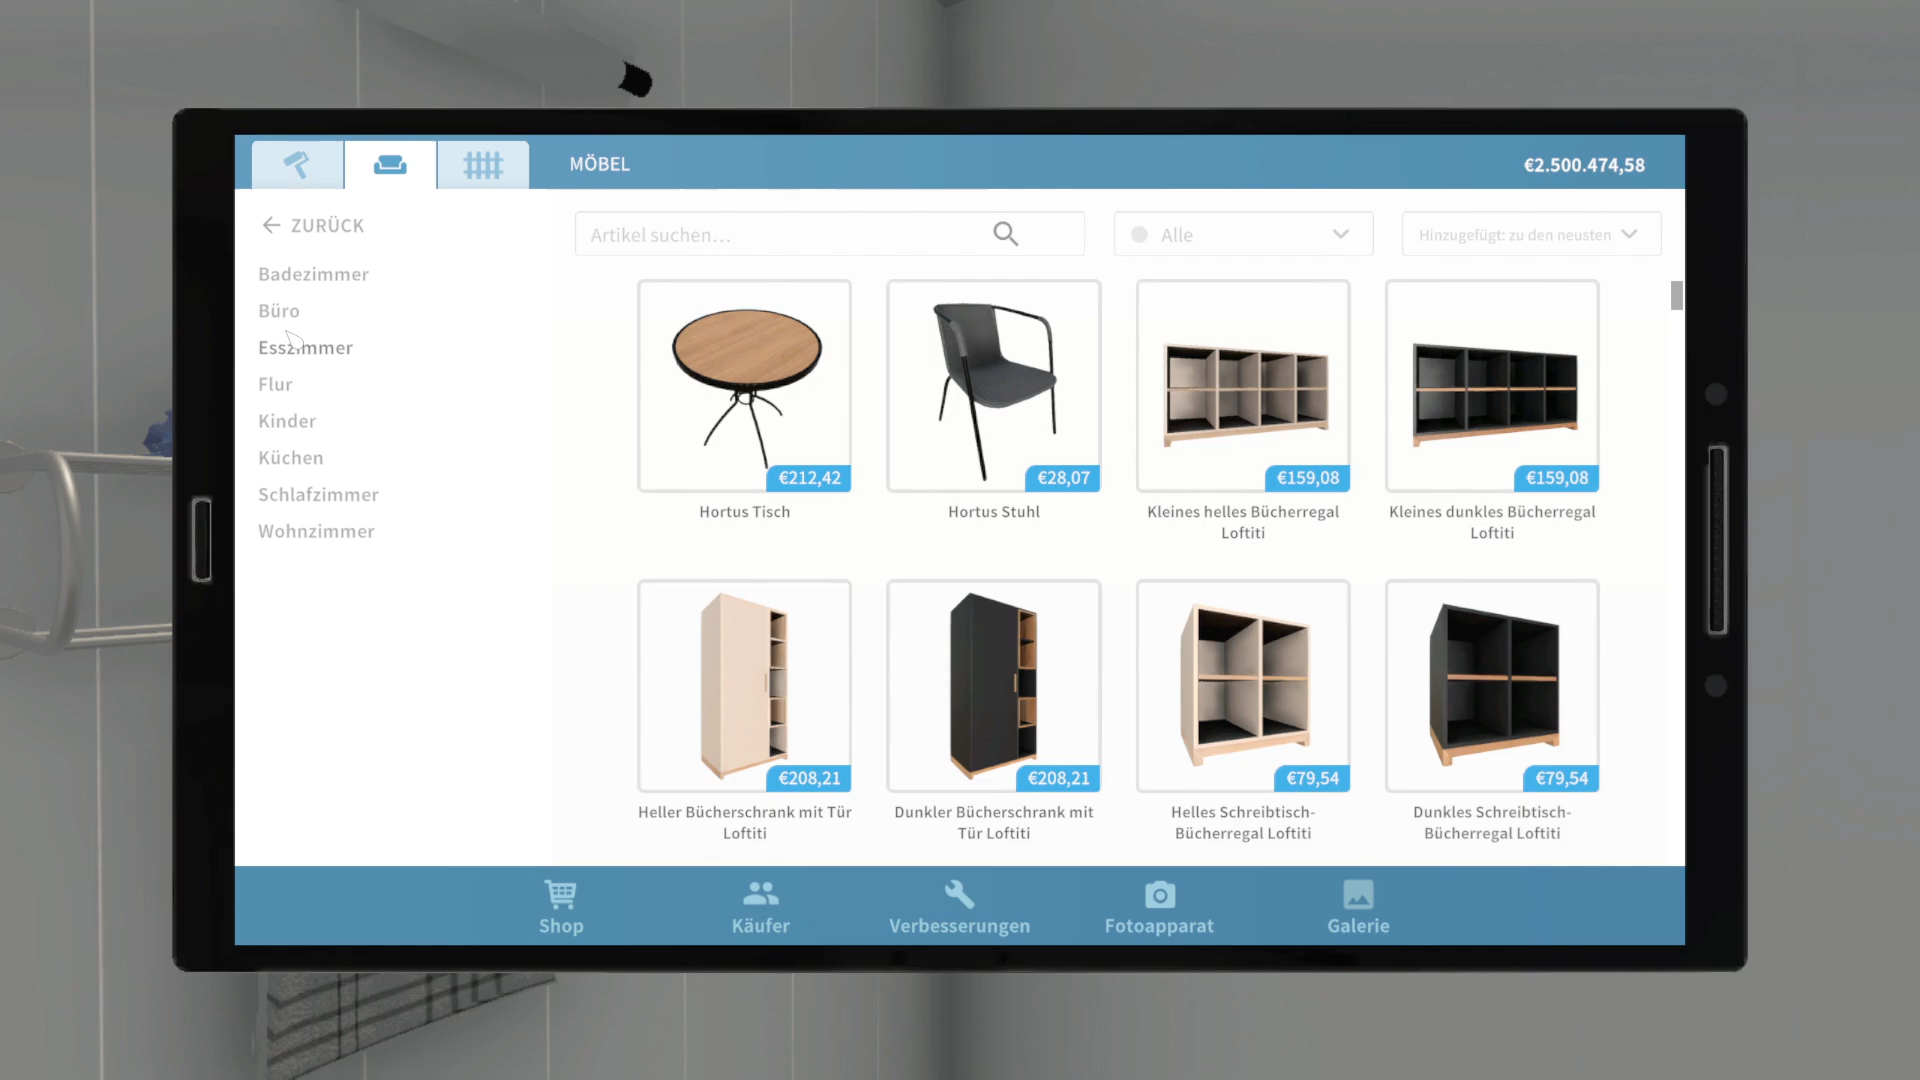 MÖBEL
€2.500.474,58
ZURÜCK
Badezimmer
Büro
Esszimmer
Flur
Kinder
Küchen
Schlafzimmer
Wohnzimmer
Artikel suchen...
Alle
Hinzugefügt: zu den neusten
€212,42
€28,07
€159,08
€159,08
Hortus Tisch
Hortus Stuhl
Kleines helles Bücherregal
Loftiti
Kleines dunkles Bücherregal
Loftiti
€208,21
€208,21
€79,54
€79,54
Heller Bücherschrank mit Tür
Loftiti
Dunkler Bücherschrank mit
Tür Loftiti
Helles Schreibtisch-
Bücherregal Loftiti
Dunkles Schreibtisch-
Bücherregal Loftiti
Shop
Käufer
Verbesserungen
Fotoapparat
Galerie